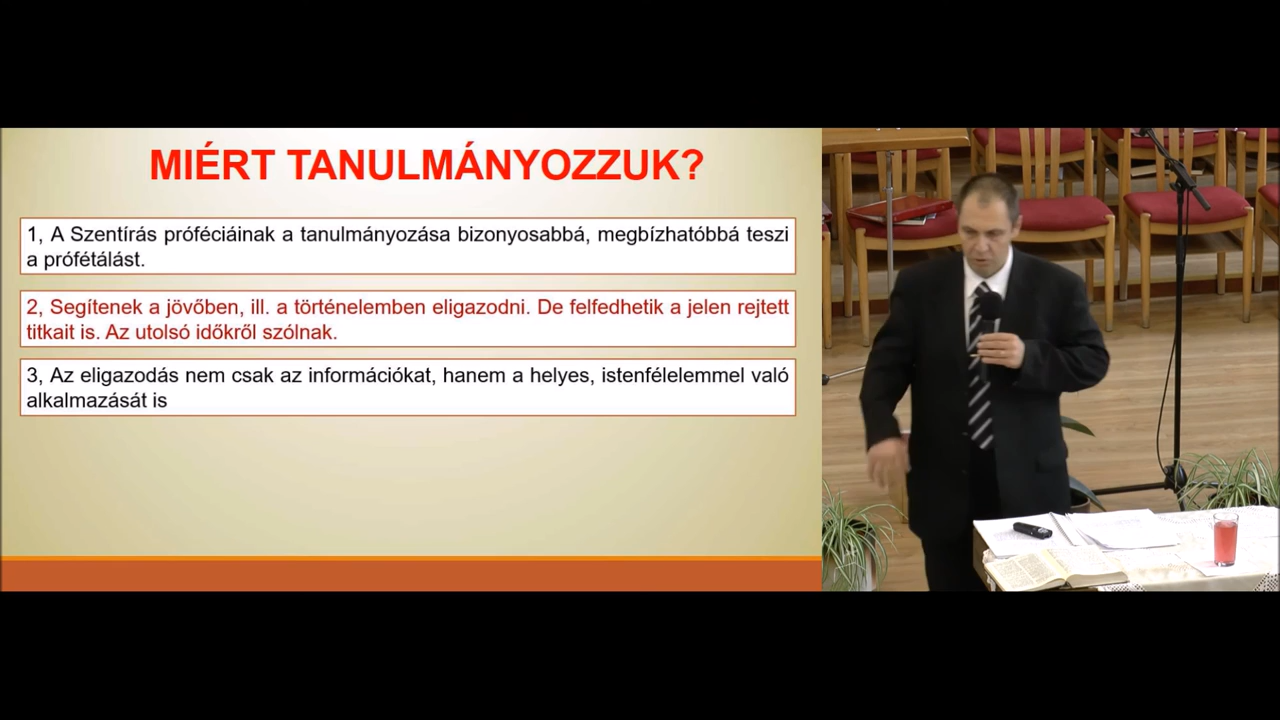 MIÉRT TANULMÁNYOZZUK?
1, A Szentírás próféciáinak a tanulmányozása bizonyosabbá, megbízhatóbbá teszi
a prófétálást.
2, Segítenek a jövőben, ill. a történelemben eligazodni. De felfedhetik a jelen rejtett
titkait is. Az utolsó időkről szólnak.
3, Az eligazodás nem csak az információkat, hanem a helyes, istenfélelemmel való
alkalmazását is